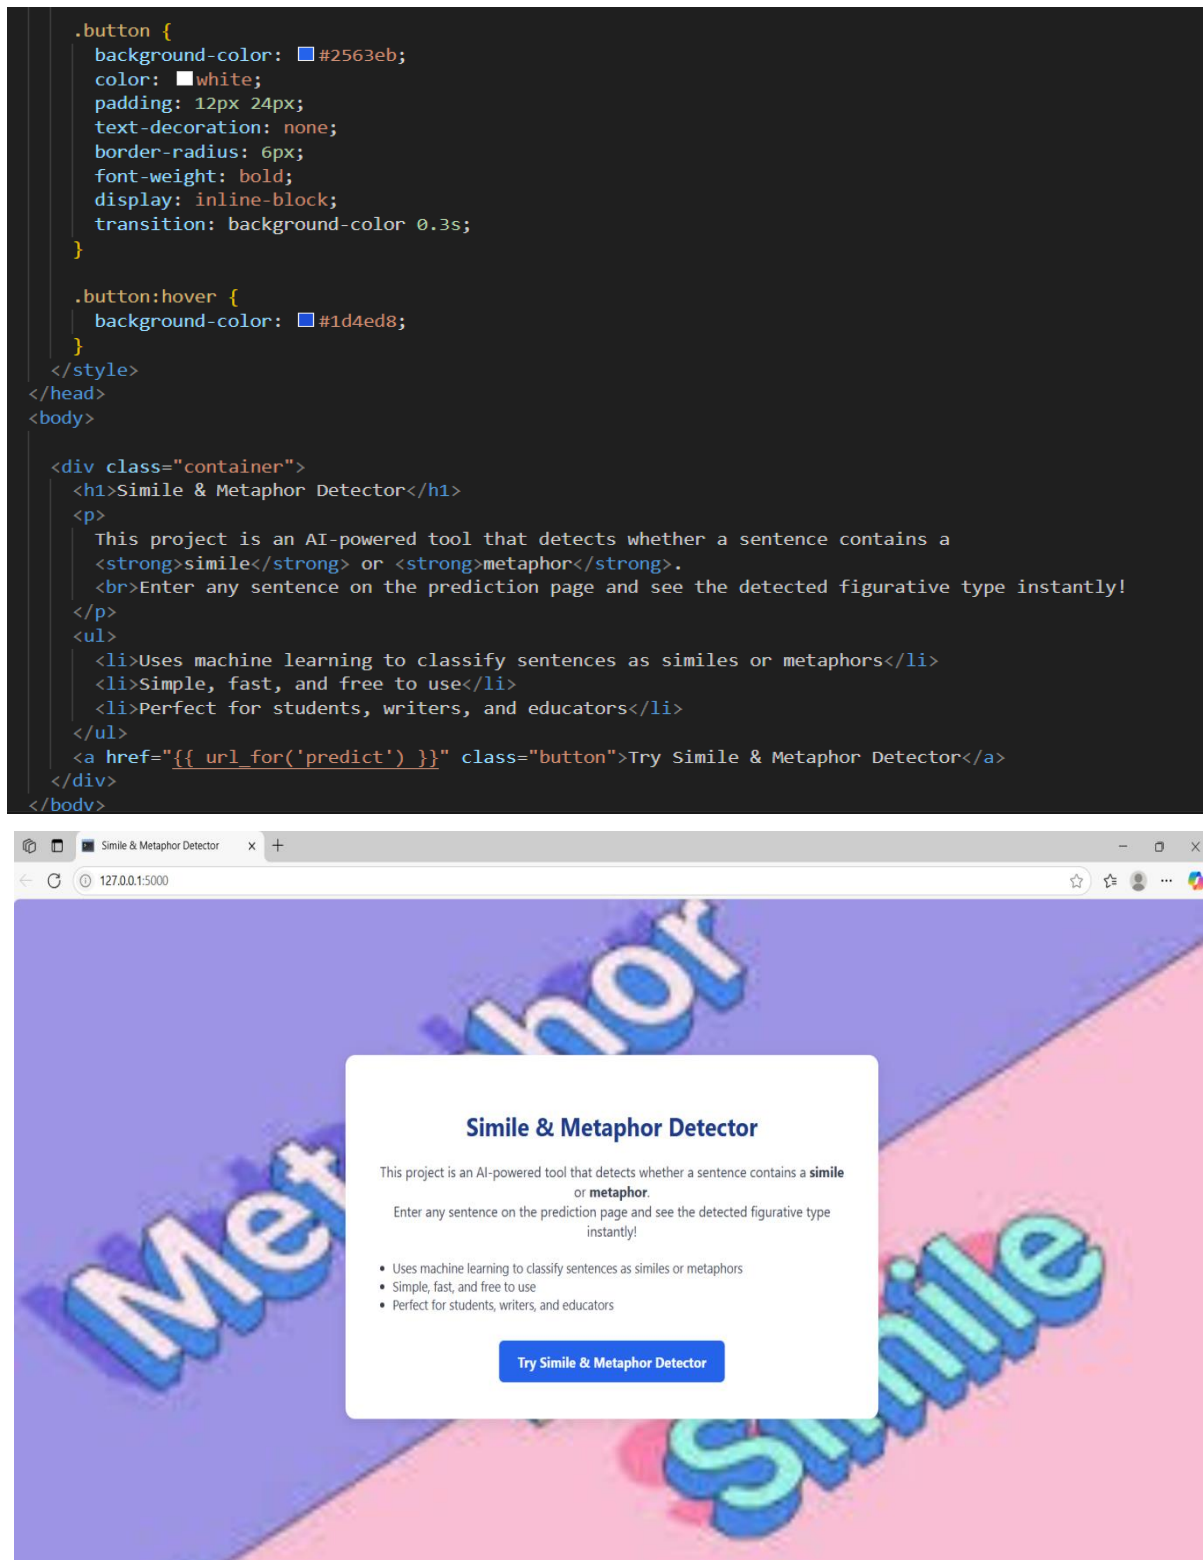 .button {
background-color: #2563eb;
color: white;
padding: 12px 24px;
text-decoration: none;
border-radius: 6px;
font-weight: bold;
display: inline-block;
transition: background-color 0.3s;
}
.button:hover {
background-color: #1d4ed8;
}
</style>
</head>
<body>
<div class="container">
<h1>Simile & Metaphor Detector</h1>
<p>
This project is an AI-powered tool that detects whether a sentence contains a
<strong>simile</strong> or <strong>metaphor</strong>.
<br>Enter any sentence on the prediction page and see the detected figurative type instantly!
</p>
<ul>
<li>Uses machine learning to classify sentences as similes or metaphors</li>
<li>Simple, fast, and free to use</li>
<li>Perfect for students, writers, and educators</li>
</ul>
<a href="{{ url_for('predict') }}" class="button">Try Simile & Metaphor Detector</a>
</div>
</body>
Simile & Metaphor Detector
127.0.0.1:5000
Met hor
Simile & Metaphor Detector
This project is an AI-powered tool that detects whether a sentence contains a simile
or metaphor.
Enter any sentence on the prediction page and see the detected figurative type
instantly!
• Uses machine learning to classify sentences as similes or metaphors
• Simple, fast, and free to use
• Perfect for students, writers, and educators
Try Simile & Metaphor Detector
Simile